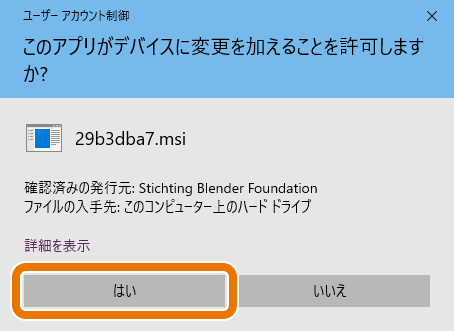 ユーザー アカウント制御
このアプリがデバイスに変更を加えることを許可します
か?
29b3dba7.msi
確認済みの発行元: Stichting Blender Foundation
ファイルの入手先: このコンピューター上のハード ドライブ
詳細を表示
はい
いいえ